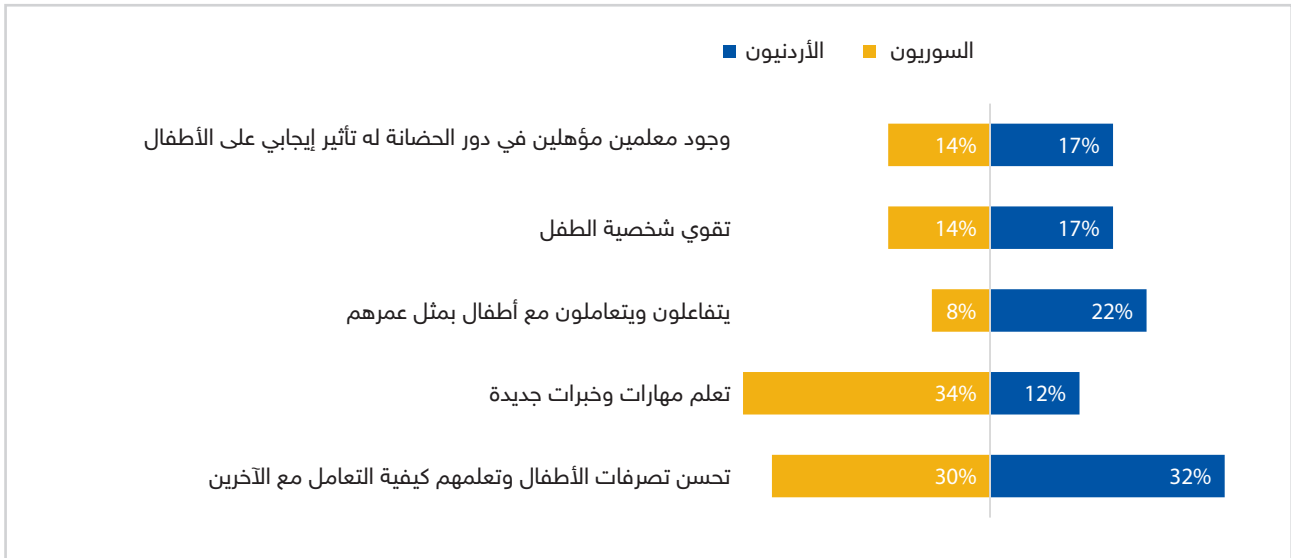 السوريون الأردنيون
وجود معلمين مؤهلين في دور الحضانة له تأثير إيجابي على الأطفال 14% 17%
تقوي شخصية الطفل 14% 17%
يتفاعلون ويتعاملون مع أطفال بمثل عمرهم 8% 22%
تعلم مهارات وخبرات جديدة 34% 12%
تحسن تصرفات الأطفال وتعلمهم كيفية التعامل مع الآخرين 30% 32%